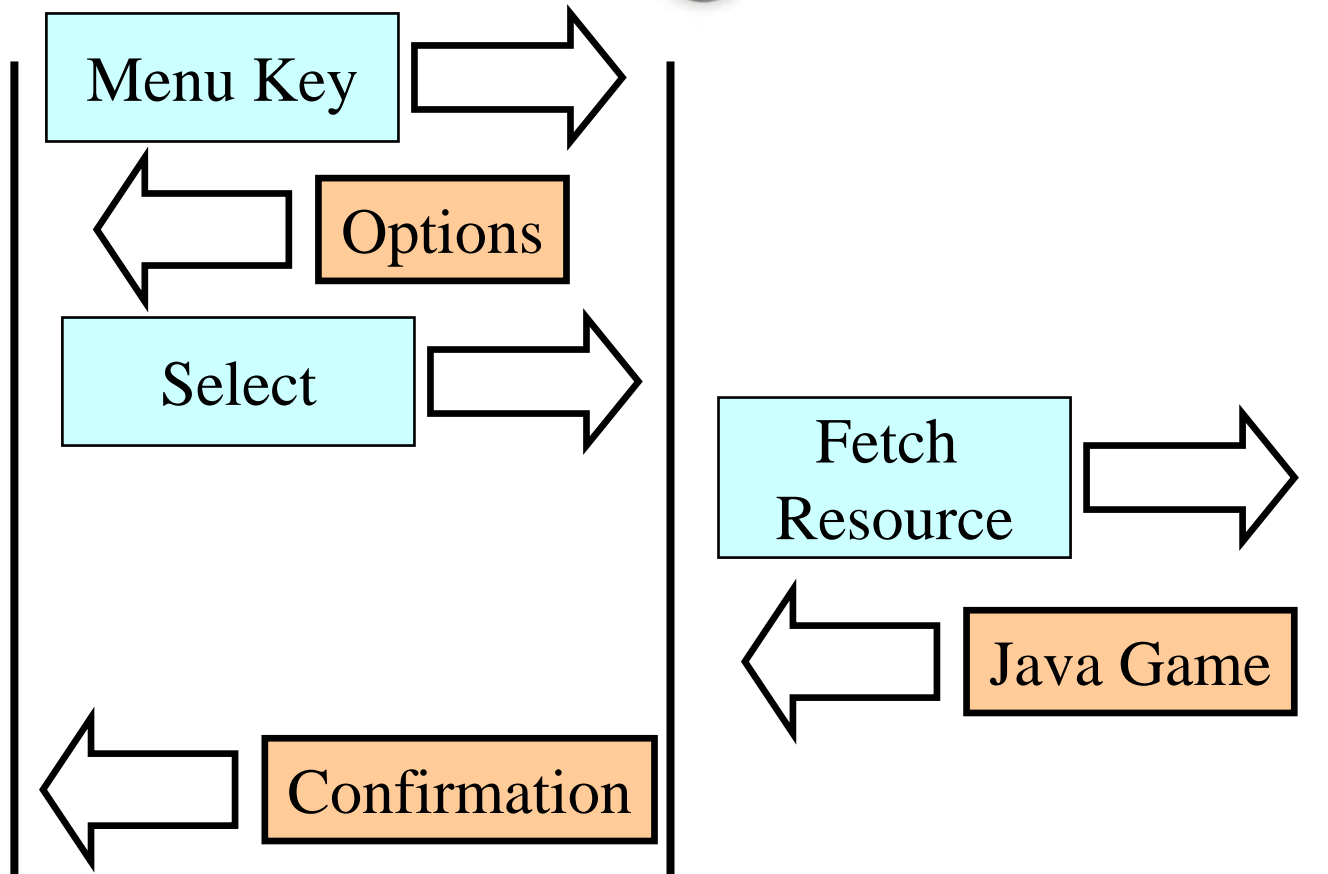 Menu Key
Options
Select
Fetch
Resource
Java Game
Confirmation